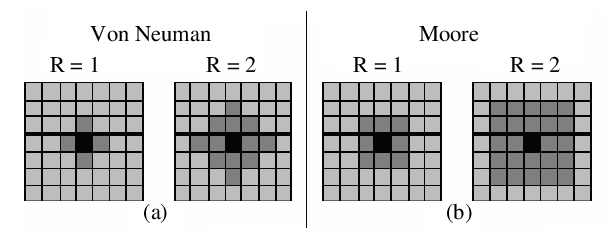 Von Neuman
R = 1
R = 2
(a)
Moore
R = 1
R = 2
(b)